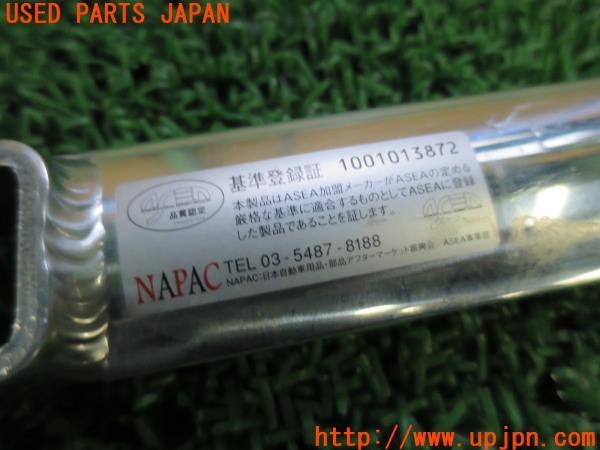 USED PARTS JAPAN
基準登録証 1001013872
本製品はASEA加盟メーカーがASEAの定める
厳格な基準に適合するものとしてASEAに登録
した製品であることを証します。
ASEA
品質認定
NAPAC TEL 03-5487-8188
NAPAC:日本自動車用品・部品アフターマーケット振興会 ASEA事業部
http://www.upjpn.com/